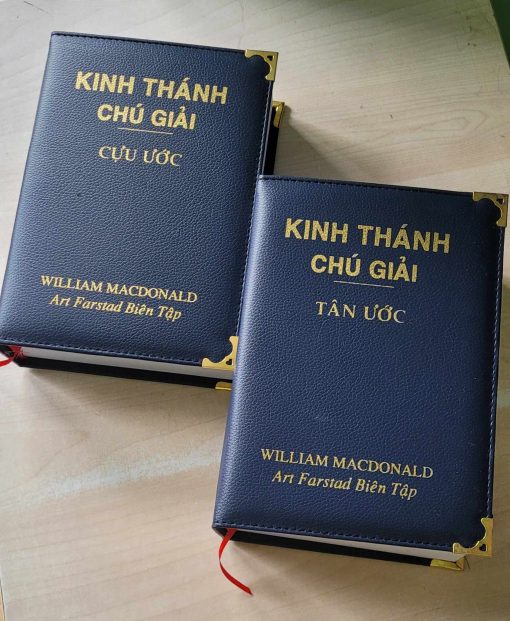 KINH THÁNH
CHÚ GIẢI
CỰU ƯỚC
WILLIAM MACDONALD
Art Farstad Biên Tập
KINH THÁNH
CHÚ GIẢI
TÂN ƯỚC
WILLIAM MACDONALD
Art Farstad Biên Tập